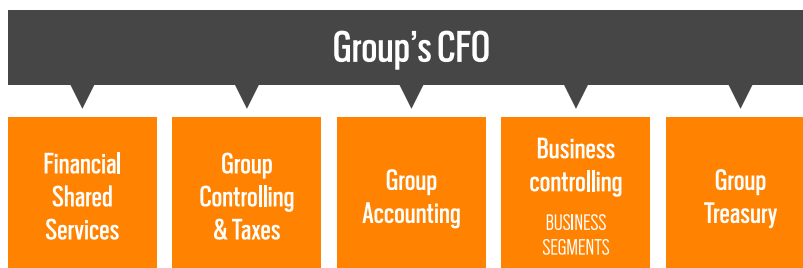 Group's CFO
Financial
Shared
Services
Group
Controlling
& Taxes
Group
Accounting
Business
controlling
BUSINESS
SEGMENTS
Group
Treasury